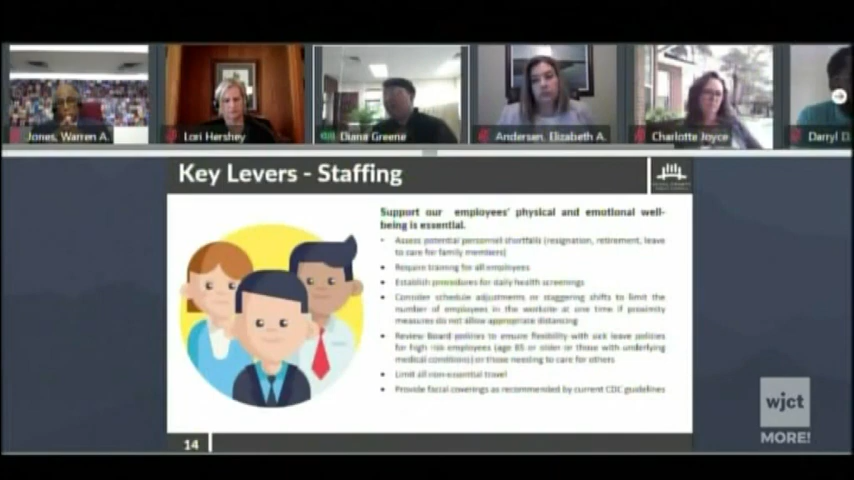 Jones, Warren A.
Lori Hershey
Diana Greene
Andersen, Elizabeth A.
Charlotte Joyce
Darryl D.
Key Levers - Staffing
Support our employees' physical and emotional well-
being is essential.
• Assess potential personnel shortfalls (resignation, retirement, leave
to care for family members)
• Require training for all employees
• Establish procedures for daily health screenings
• Consider schedule adjustments or staggering shifts to limit the
number of employees in the worksite at one time if proximity
measures do not allow appropriate distancing
• Review Board policies to ensure flexibility with sick leave policies
for high risk employees (age 65 or older or those with underlying
medical conditions) or those needing to care for others
• Limit all non-essential travel
• Provide facial coverings as recommended by current CDC guidelines
14
wjct
MORE!